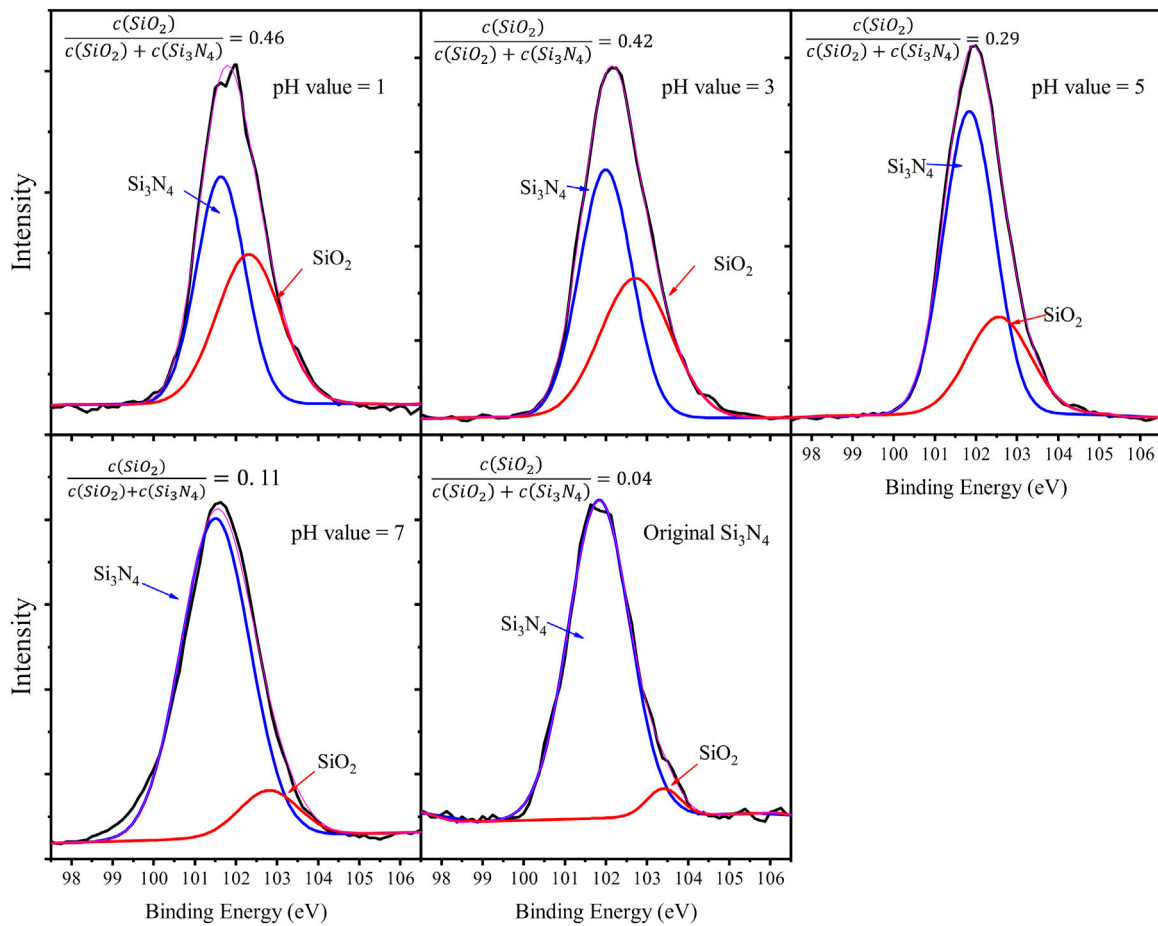 c(SiO₂)
c(SiO₂) + c(Si₃N₄) = 0.46
pH value = 1
Si₃N₄
SiO₂
Intensity
c(SiO₂)
c(SiO₂) + c(Si₃N₄) = 0.42
pH value = 3
Si₃N₄
SiO₂
c(SiO₂)
c(SiO₂) + c(Si₃N₄) = 0.29
pH value = 5
Si₃N₄
SiO₂
98 99 100 101 102 103 104 105 106
Binding Energy (eV)
c(SiO₂)
c(SiO₂)+c(Si₃N₄) = 0. 11
pH value = 7
Si₃N₄
SiO₂
Intensity
98 99 100 101 102 103 104 105 106
Binding Energy (eV)
c(SiO₂)
c(SiO₂) + c(Si₃N₄) = 0.04
Original Si₃N₄
Si₃N₄
SiO₂
98 99 100 101 102 103 104 105 106
Binding Energy (eV)